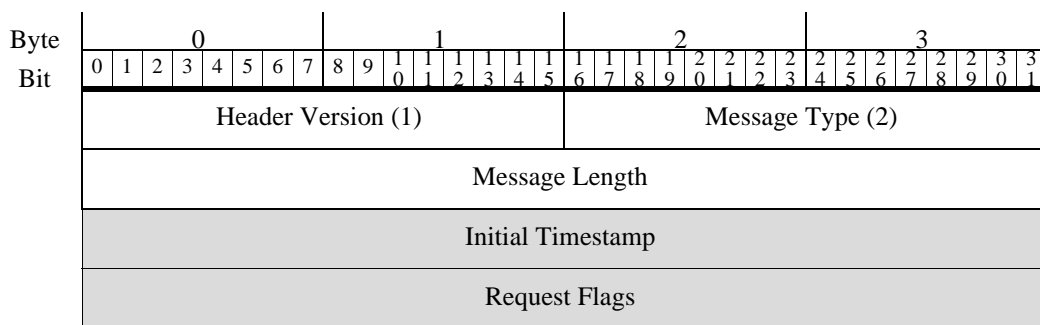 Byte 0 1 2 3
Bit 0 1 2 3 4 5 6 7 8 9 10 11 12 13 14 15 16 17 18 19 20 21 22 23 24 25 26 27 28 29 30 31
Header Version (1) Message Type (2)
Message Length
Initial Timestamp
Request Flags